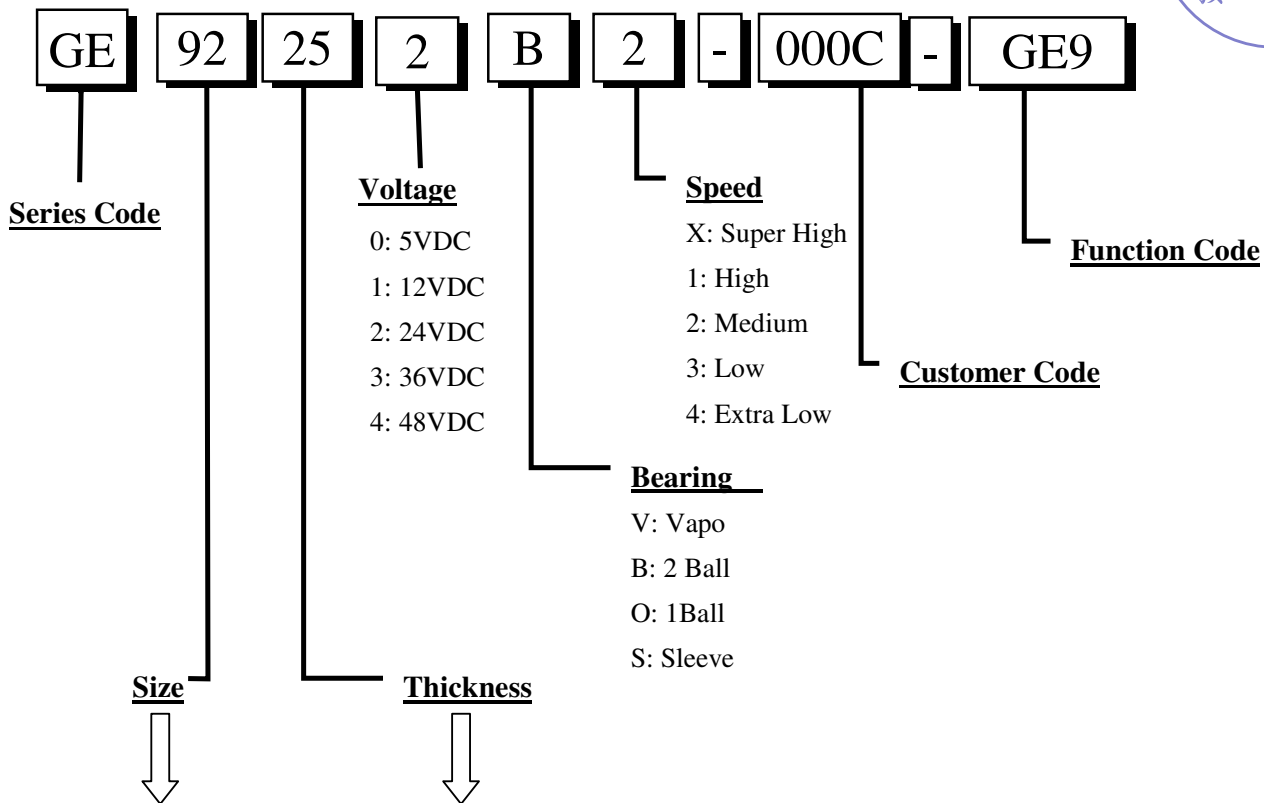 GE 92 25 2 B 2 - 000C - GE9
Series Code
Voltage
0: 5VDC
1: 12VDC
2: 24VDC
3: 36VDC
4: 48VDC
Speed
X: Super High
1: High
2: Medium
3: Low
4: Extra Low
Function Code
Customer Code
Bearing
V: Vapo
B: 2 Ball
O: 1Ball
S: Sleeve
Size
Thickness